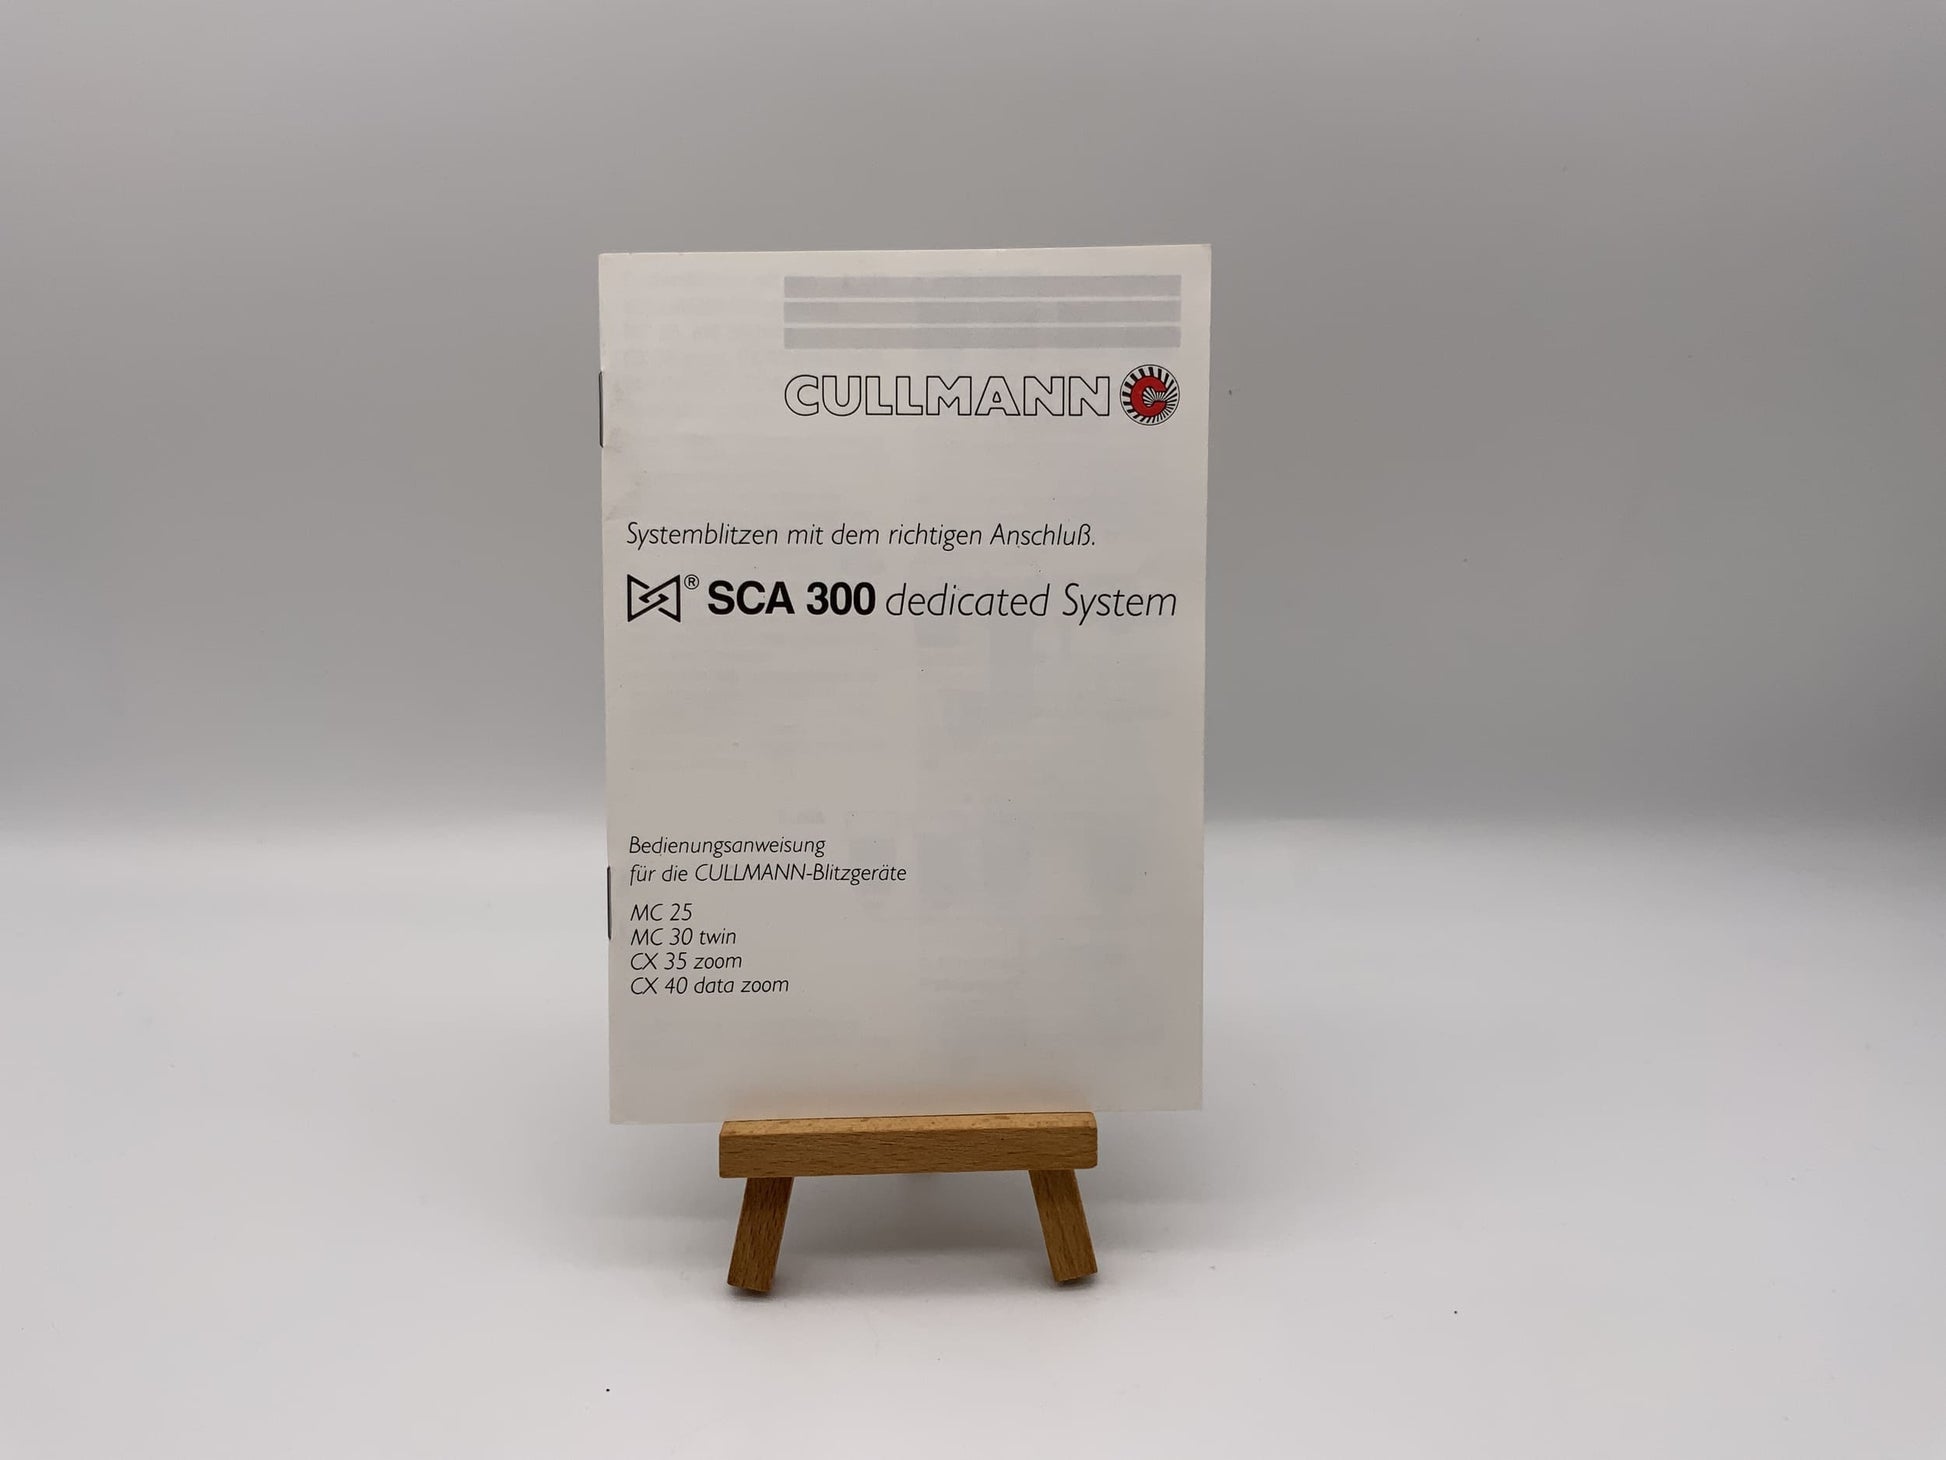 CULLMANN
Systemblitzen mit dem richtigen Anschluß.
® SCA 300 dedicated System
Bedienungsanweisung
für die CULLMANN-Blitzgeräte
MC 25
MC 30 twin
CX 35 zoom
CX 40 data zoom